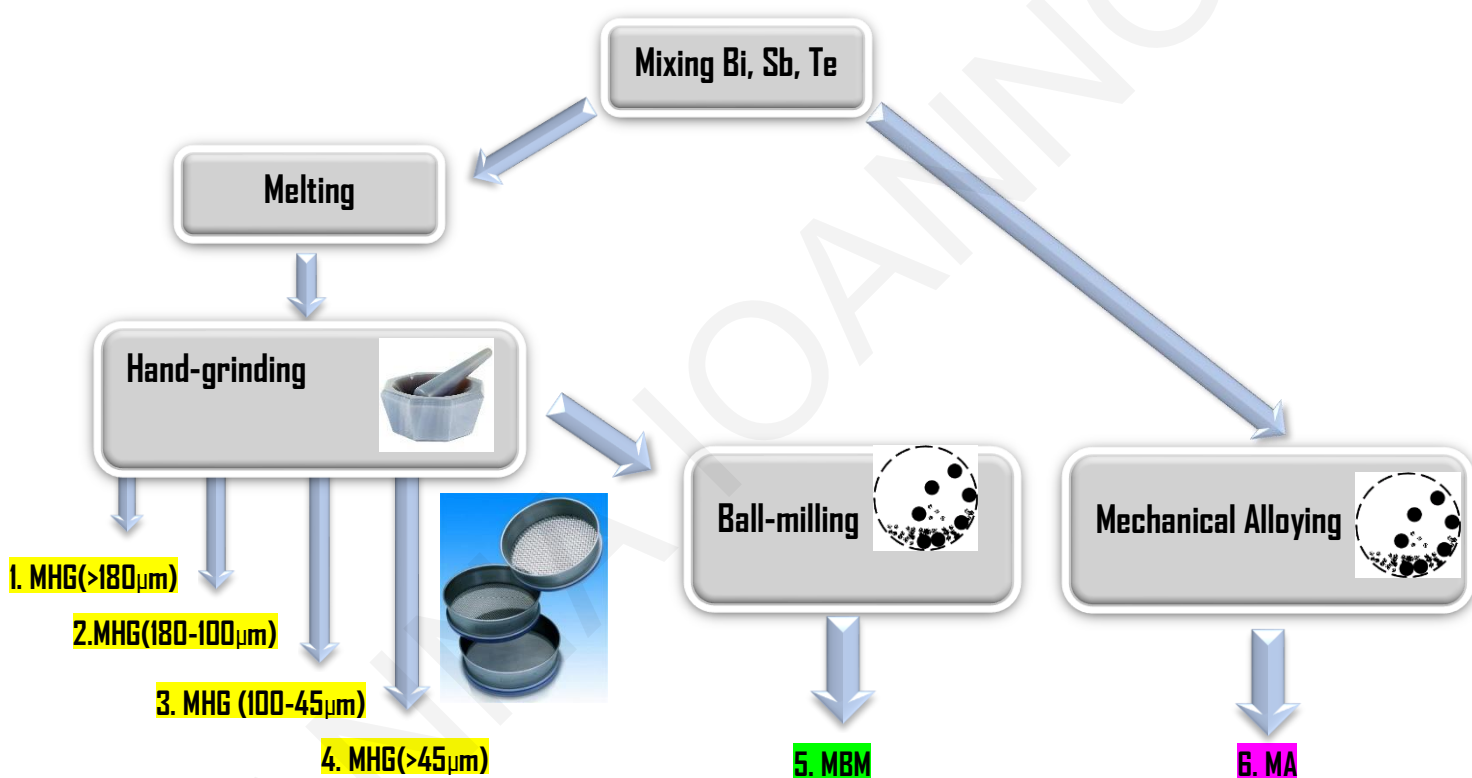 Mixing Bi, Sb, Te
Melting
Hand-grinding
Ball-milling
Mechanical Alloying
1. MHG(>180μm)
2.MHG(180-100μm)
3. MHG (100-45μm)
4. MHG(>45μm)
5. MBM
6. MA